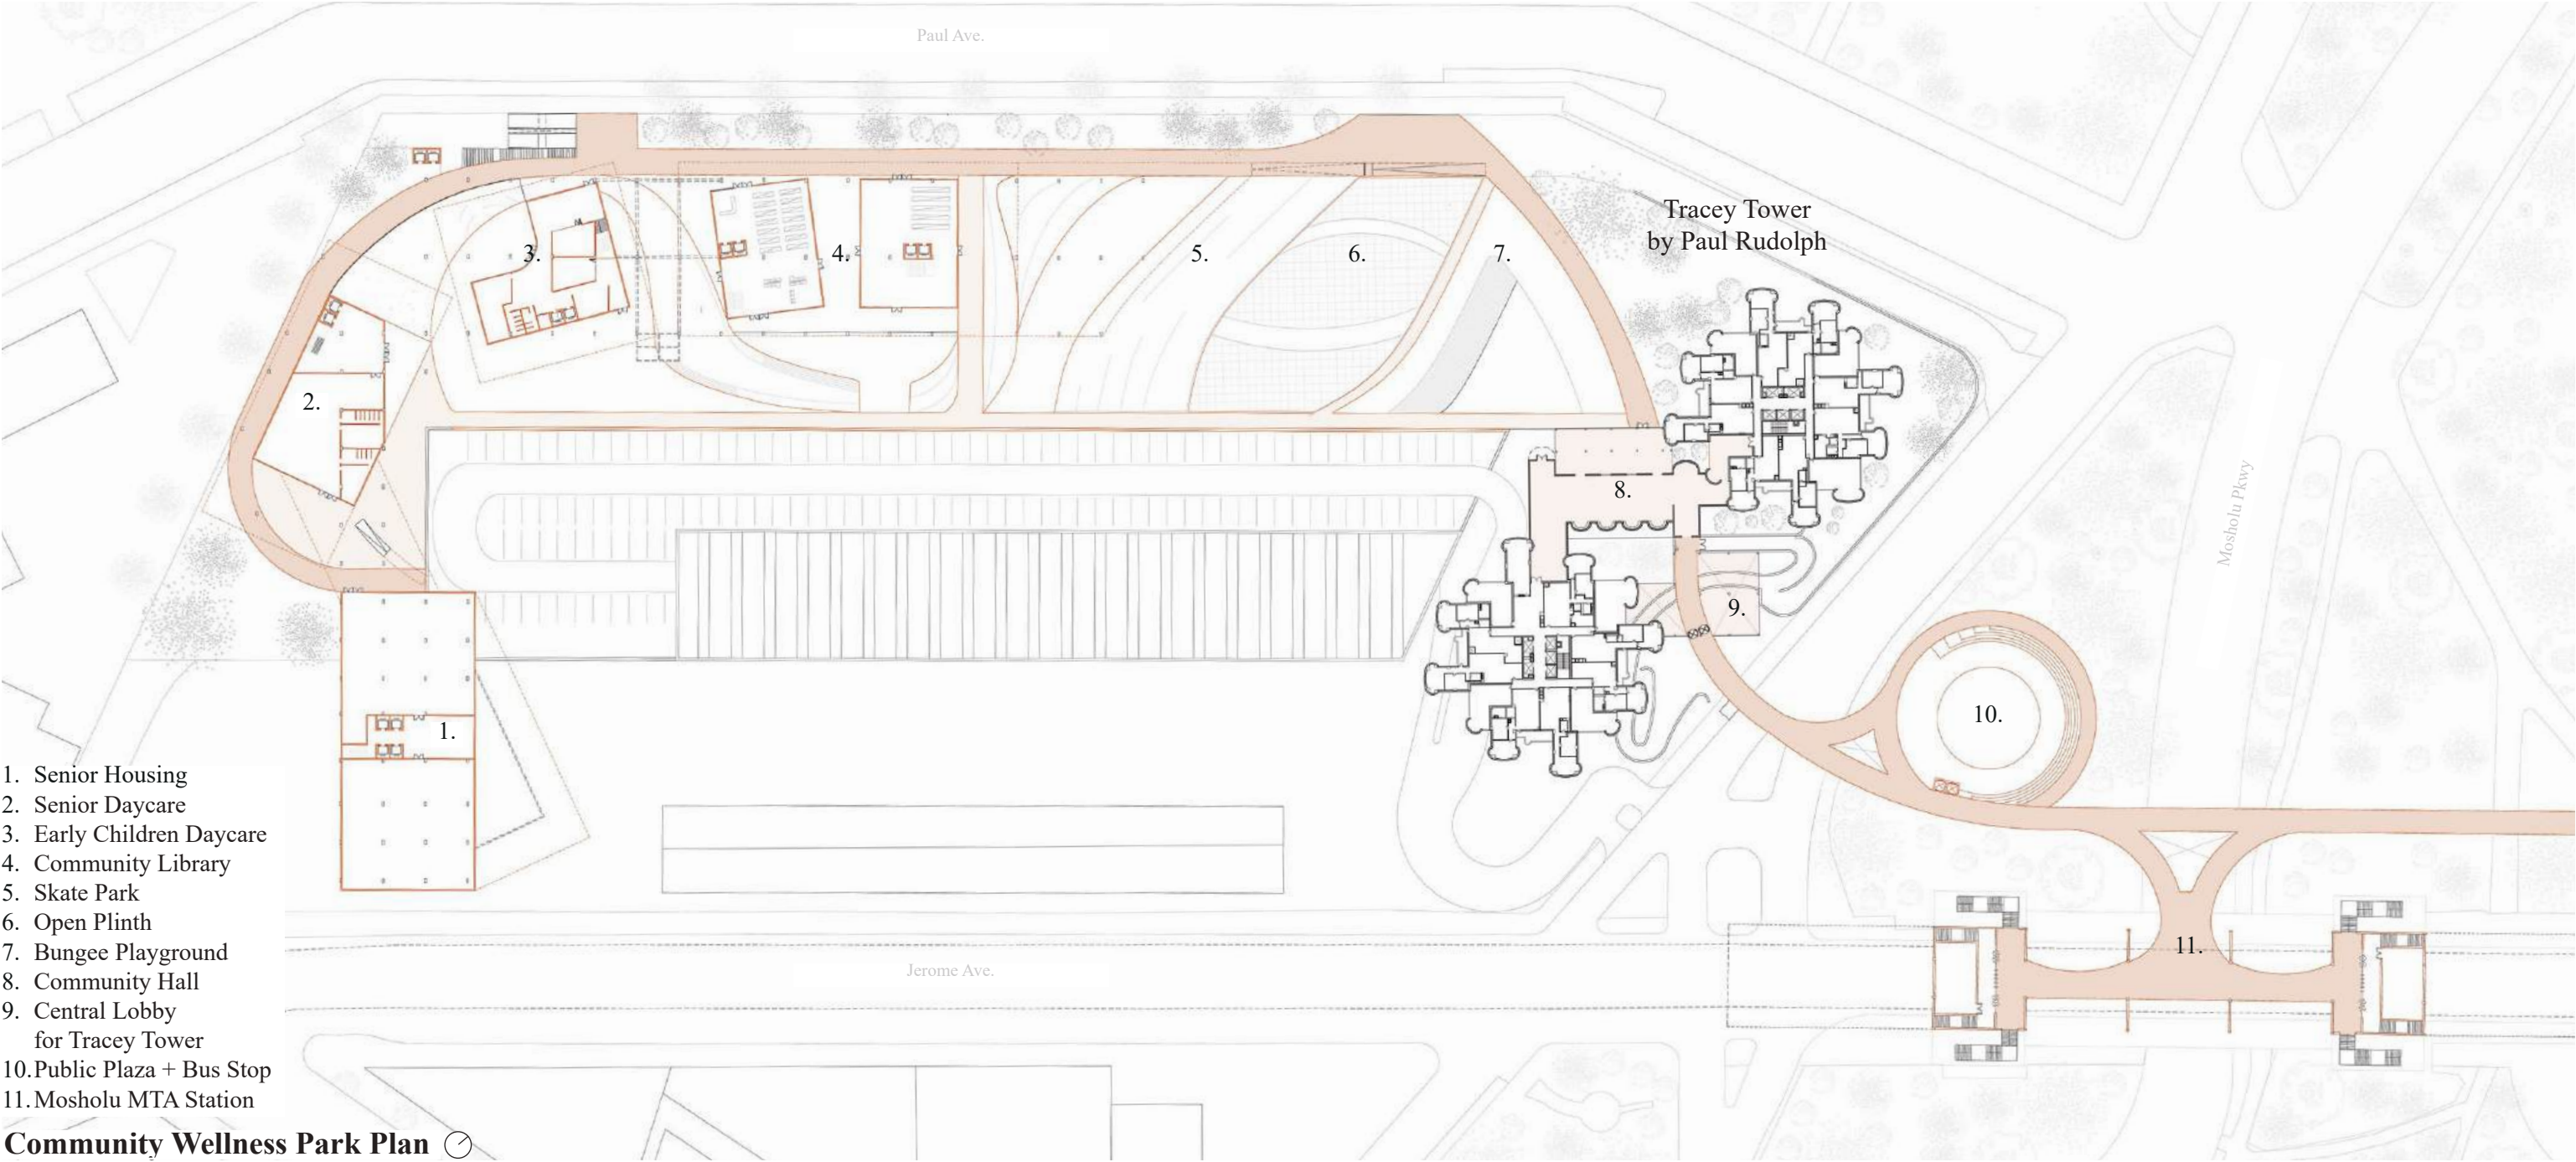 Paul Ave.
Tracey Tower
by Paul Rudolph
3.
4.
5.
6.
7.
2.
8.
9.
10.
1.
11.
Mosholu Pkwy
Jerome Ave.
1. Senior Housing
2. Senior Daycare
3. Early Children Daycare
4. Community Library
5. Skate Park
6. Open Plinth
7. Bungee Playground
8. Community Hall
9. Central Lobby
for Tracey Tower
10. Public Plaza + Bus Stop
11. Mosholu MTA Station
Community Wellness Park Plan